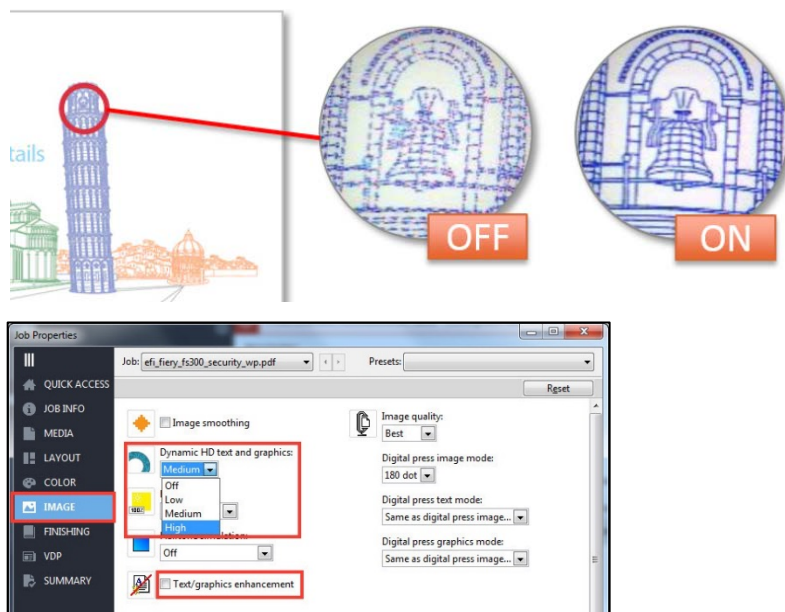 tails
OFF
ON
Job Properties
Job: efi_fiery_fs300_security_wp.pdf
Presets:
QUICK ACCESS
JOB INFO
MEDIA
LAYOUT
COLOR
IMAGE
FINISHING
VDP
SUMMARY
Reset
Image smoothing
Dynamic HD text and graphics:
Medium
Off
Low
Medium
High
Off
Text/graphics enhancement
Image quality:
Best
Digital press image mode:
180 dot
Digital press text mode:
Same as digital press image...
Digital press graphics mode:
Same as digital press image...